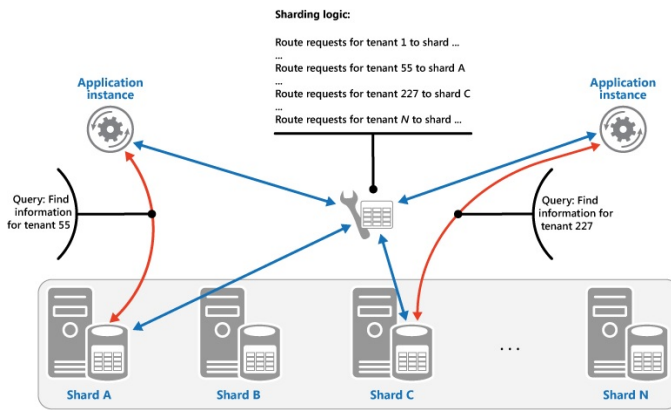 Sharding logic:
Route requests for tenant 1 to shard ...
...
Route requests for tenant 55 to shard A
...
Route requests for tenant 227 to shard C
...
Route requests for tenant N to shard ...
Application
instance
Application
instance
Query: Find
information
for tenant 55
Query: Find
information for
tenant 227
...
Shard A
Shard B
Shard C
Shard N